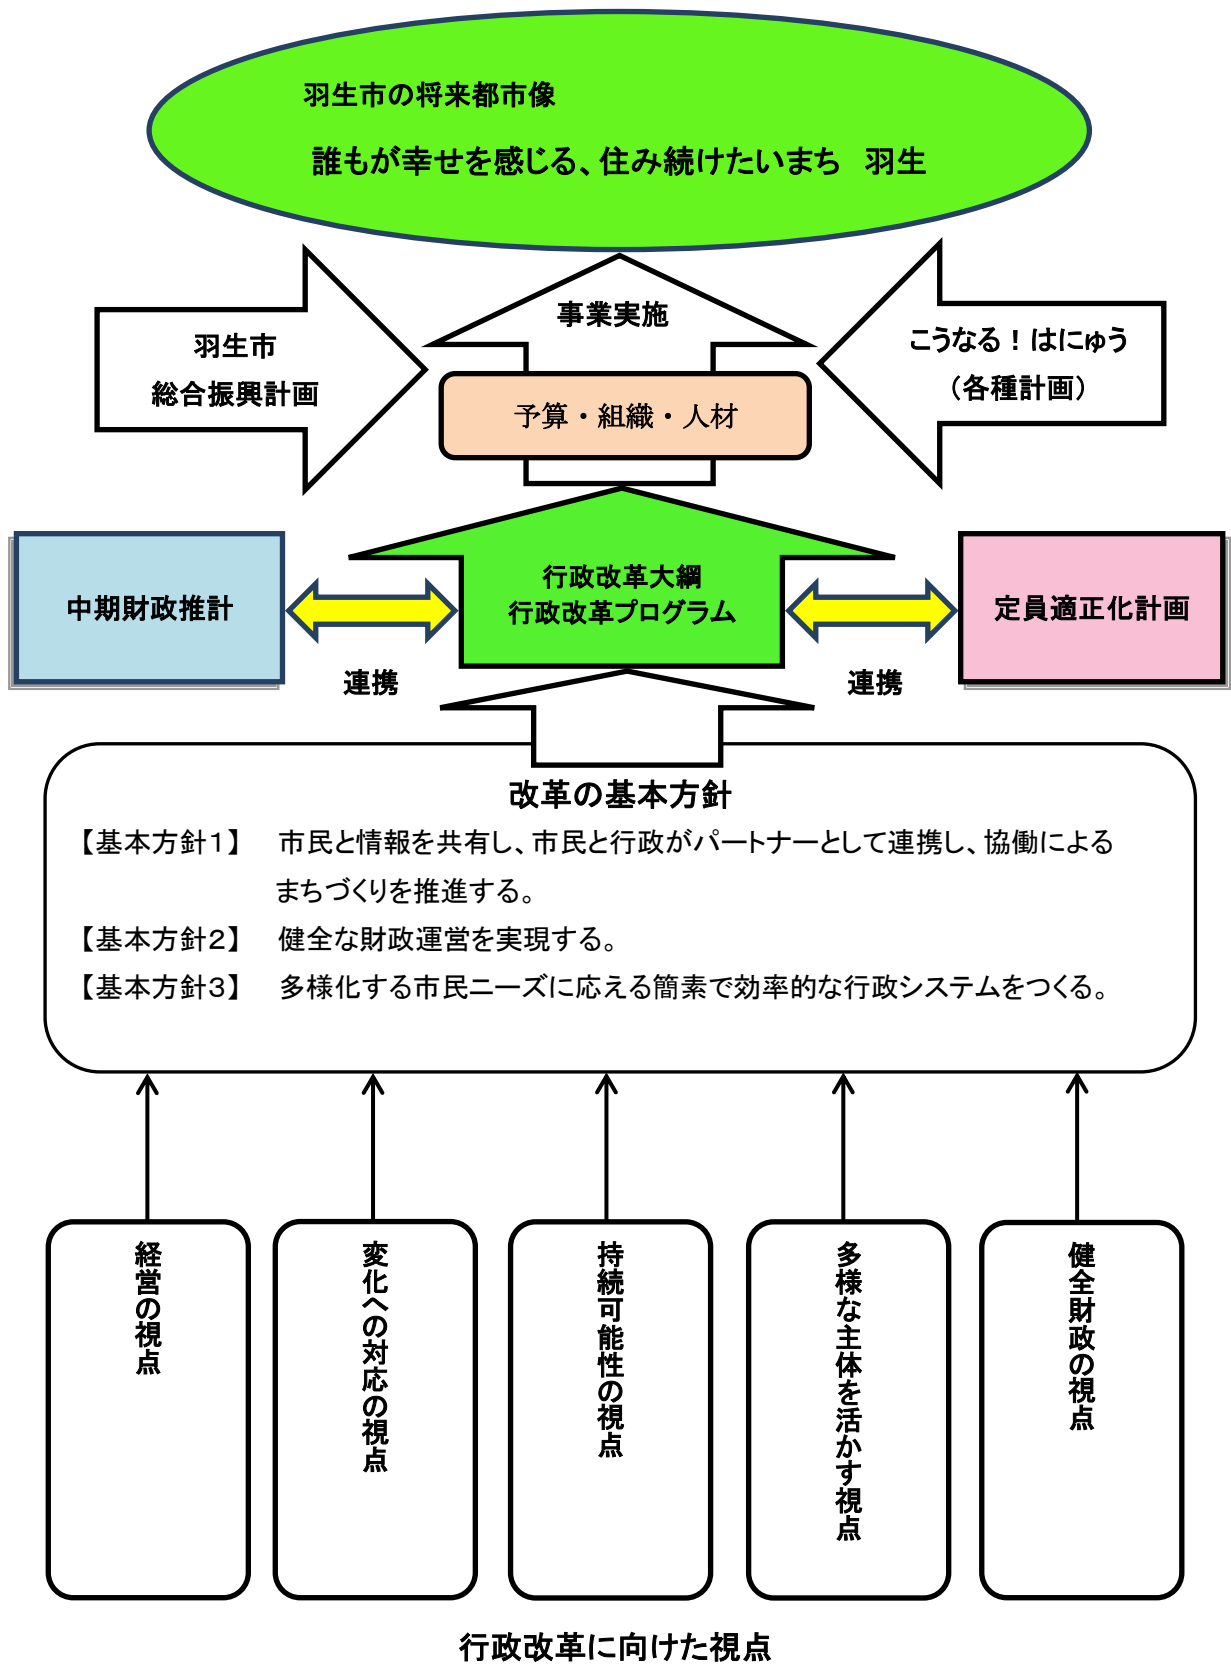 羽生市の将来都市像
誰もが幸せを感じる、住み続けたいまち　羽生
事業実施
羽生市
総合振興計画
こうなる！はにゅう
（各種計画）
予算・組織・人材
行政改革大綱
行政改革プログラム
中期財政推計
定員適正化計画
連携
連携
改革の基本方針
【基本方針１】　市民と情報を共有し、市民と行政がパートナーとして連携し、協働による
まちづくりを推進する。
【基本方針２】　健全な財政運営を実現する。
【基本方針３】　多様化する市民ニーズに応える簡素で効率的な行政システムをつくる。
経営の視点
変化への対応の視点
持続可能性の視点
多様な主体を活かす視点
健全財政の視点
行政改革に向けた視点